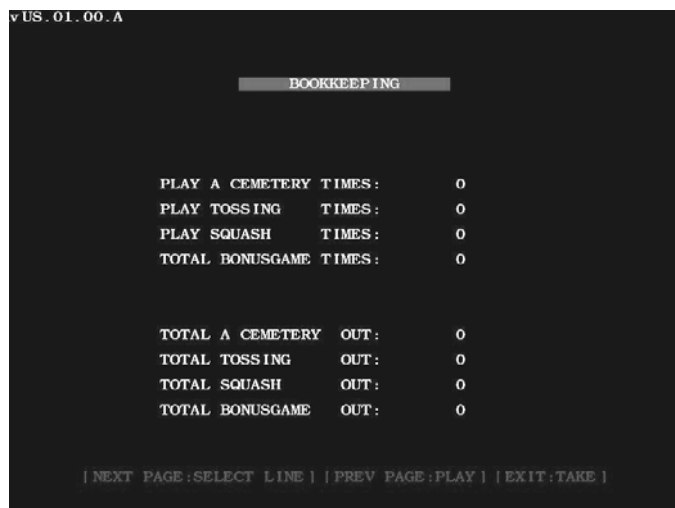 vUS.01.00.A
BOOKKEEPING
PLAY A CEMETERY TIMES: 0
PLAY TOSSING TIMES: 0
PLAY SQUASH TIMES: 0
TOTAL BONUSGAME TIMES: 0
TOTAL A CEMETERY OUT: 0
TOTAL TOSSING OUT: 0
TOTAL SQUASH OUT: 0
TOTAL BONUSGAME OUT: 0
[NEXT PAGE:SELECT LINE] [PREV PAGE:PLAY] [EXIT:TAKE]